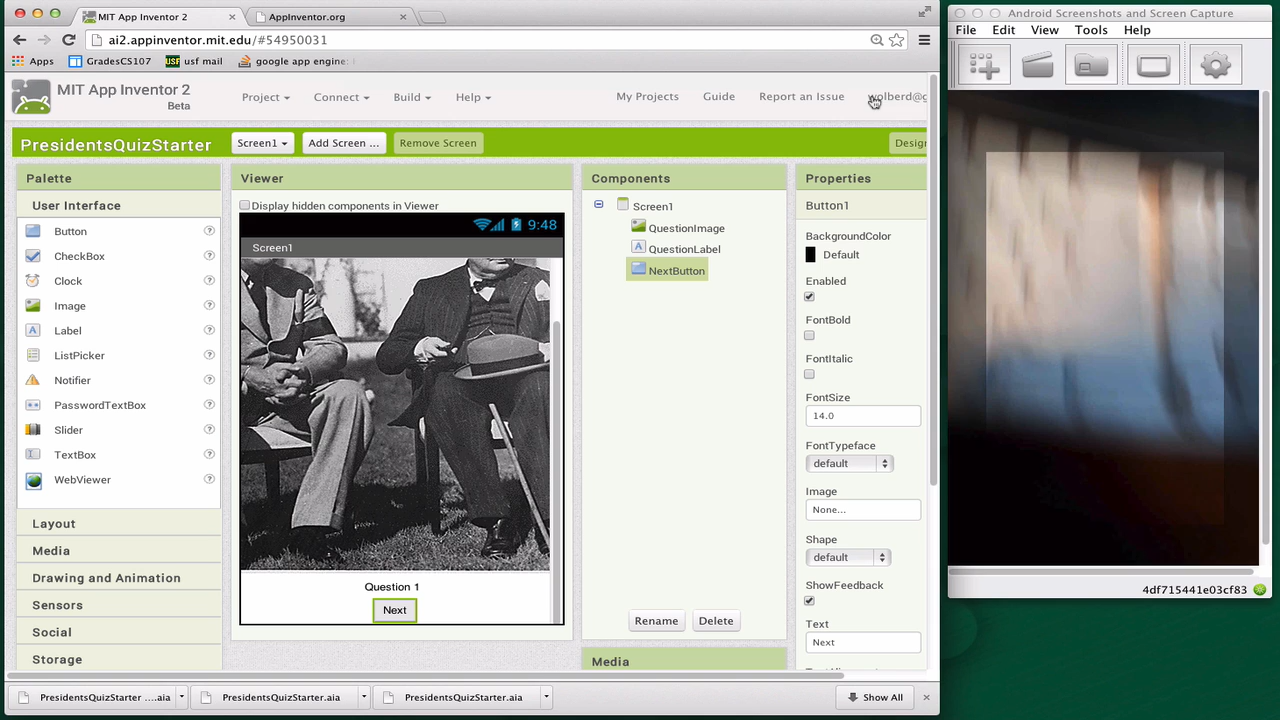 MIT App Inventor 2
AppInventor.org
ai2.appinventor.mit.edu/#54950031
Apps
GradesCS107
usf mail
google app engine:
MIT App Inventor 2
Beta
Project
Connect
Build
Help
My Projects
Guide
Report an Issue
wolberd@g
PresidentsQuizStarter
Screen1
Add Screen ...
Remove Screen
Design
Palette
User Interface
Button
CheckBox
Clock
Image
Label
ListPicker
Notifier
PasswordTextBox
Slider
TextBox
WebViewer
Layout
Media
Drawing and Animation
Sensors
Social
Storage
Viewer
Display hidden components in Viewer
9:48
Screen1
Question 1
Next
Components
Screen1
QuestionImage
QuestionLabel
NextButton
Rename
Delete
Media
Properties
Button1
BackgroundColor
Default
Enabled
FontBold
FontItalic
FontSize
14.0
FontTypeface
default
Image
None...
Shape
default
ShowFeedback
Text
Next
PresidentsQuizStarter ....aia
PresidentsQuizStarter.aia
PresidentsQuizStarter.aia
Show All
Android Screenshots and Screen Capture
File
Edit
View
Tools
Help
4df715441e03cf83